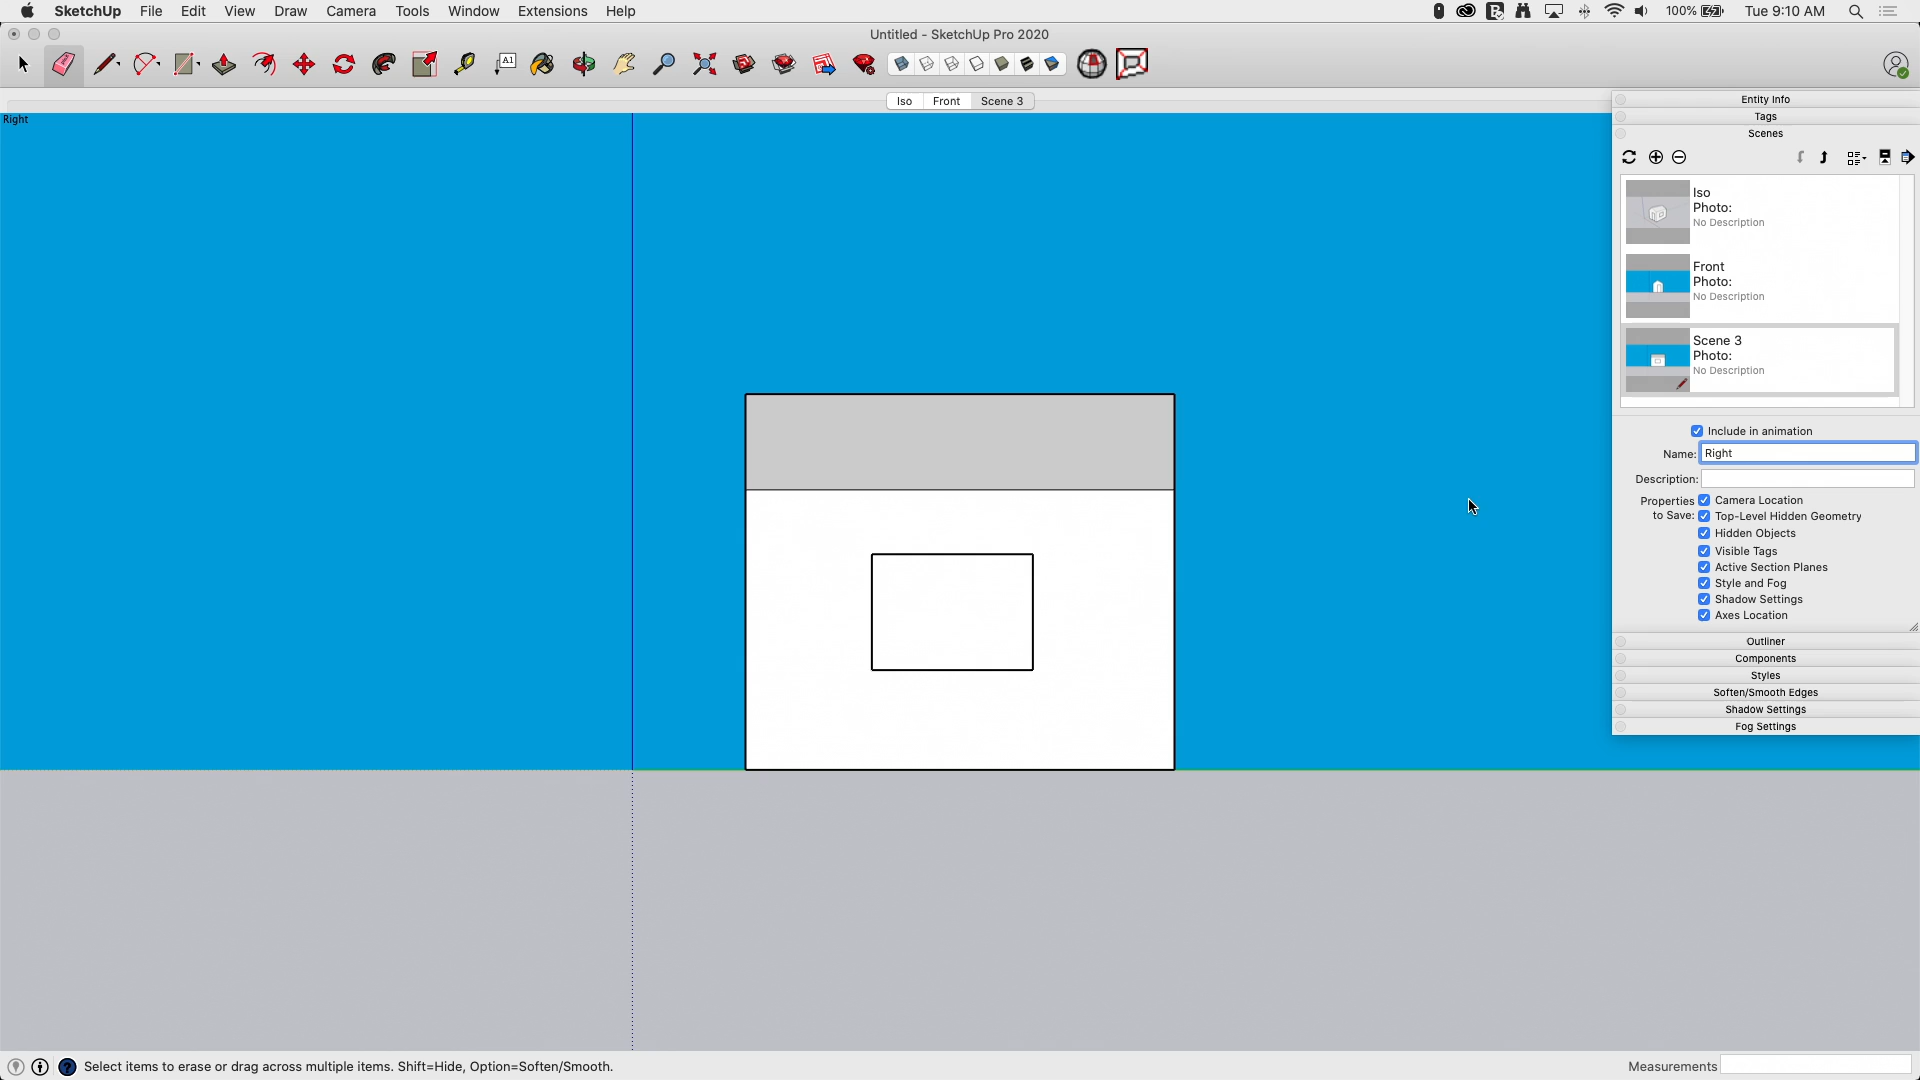 SketchUp File Edit View Draw Camera Tools Window Extensions Help 100% Tue 9:10 AM
Untitled - SketchUp Pro 2020
A1
Iso Front Scene 3
Right
Entity Info
Tags
Scenes
Iso
Photo:
No Description
Front
Photo:
No Description
Scene 3
Photo:
No Description
Include in animation
Name: Right
Description:
Properties to Save:
Camera Location
Top-Level Hidden Geometry
Hidden Objects
Visible Tags
Active Section Planes
Style and Fog
Shadow Settings
Axes Location
Outliner
Components
Styles
Soften/Smooth Edges
Shadow Settings
Fog Settings
Select items to erase or drag across multiple items. Shift=Hide, Option=Soften/Smooth.
Measurements